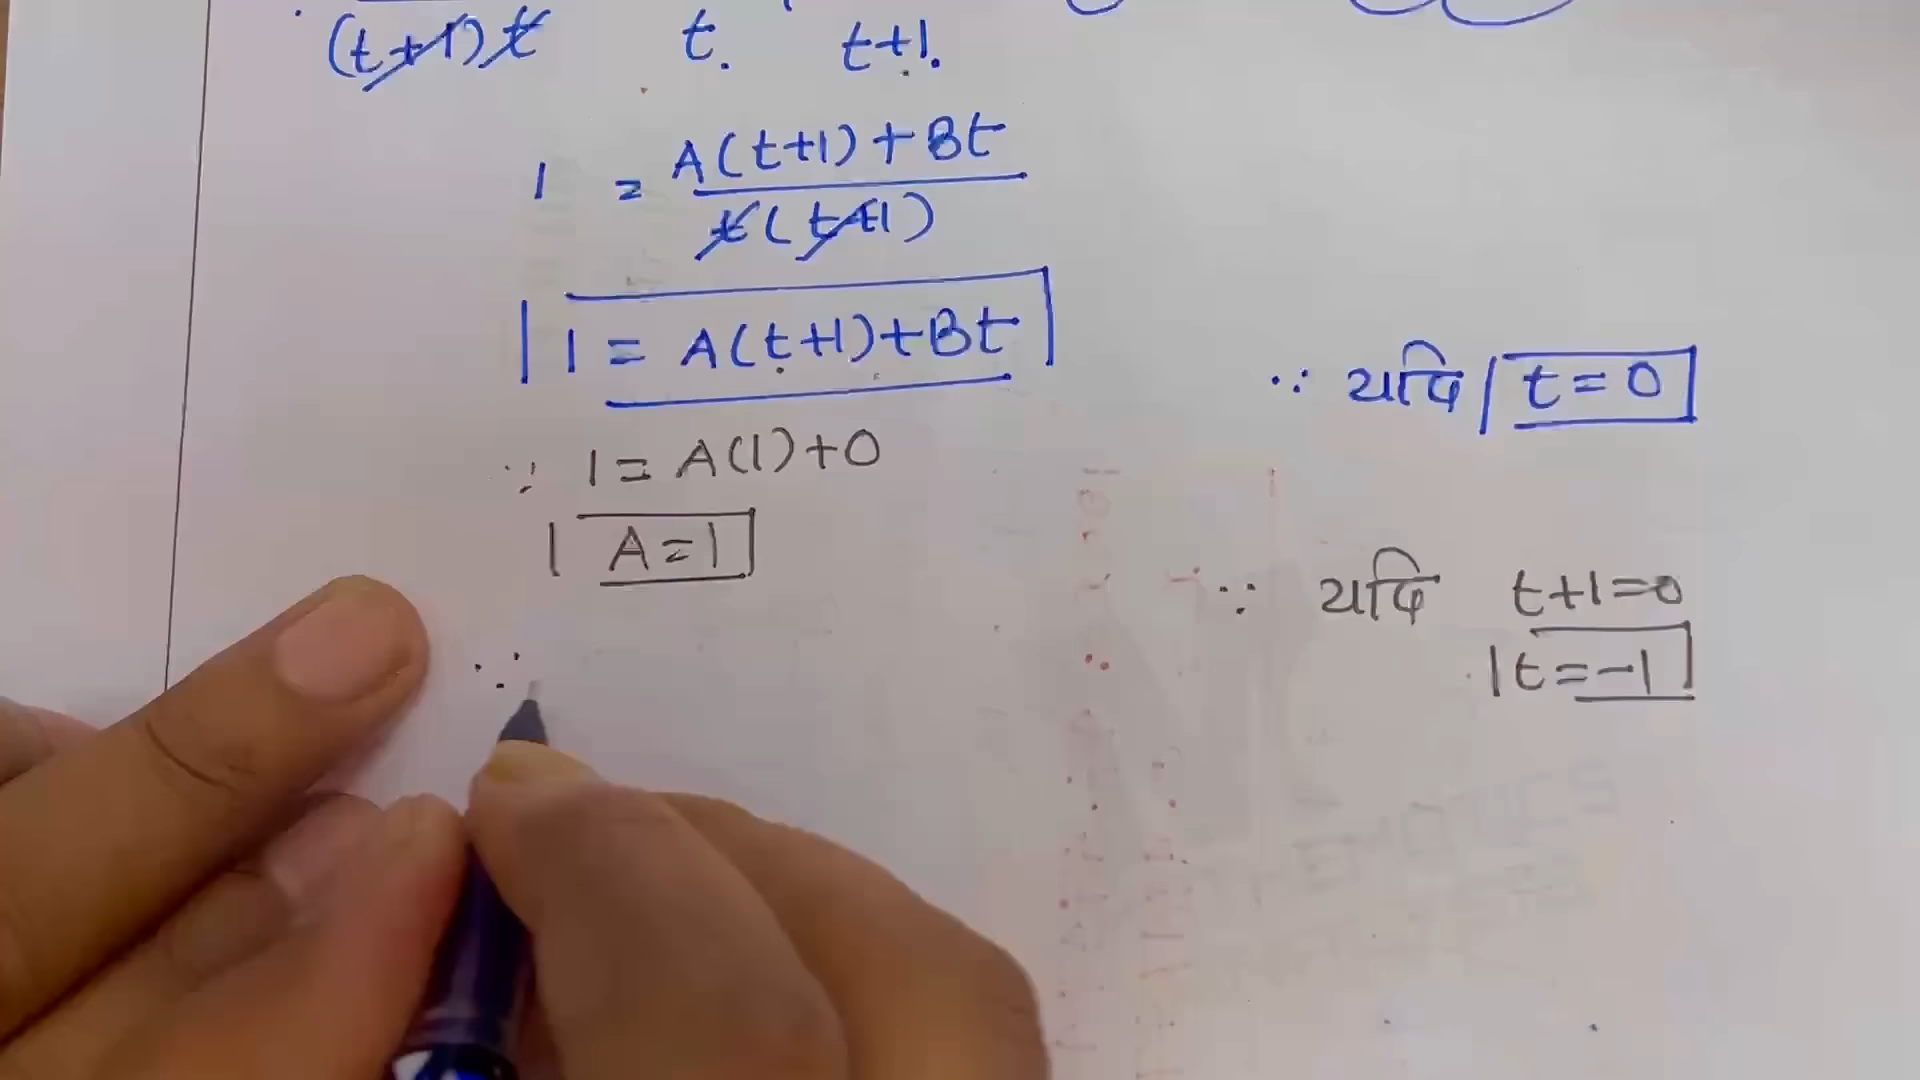 (t+1)t t. t+1.
1 = A(t+1)+Bt
t(t+1)
1 = A(t+1)+Bt
∵ यदि t=0
∵ 1 = A(1)+0
A=1
∵ यदि t+1=0
t=-1
∵